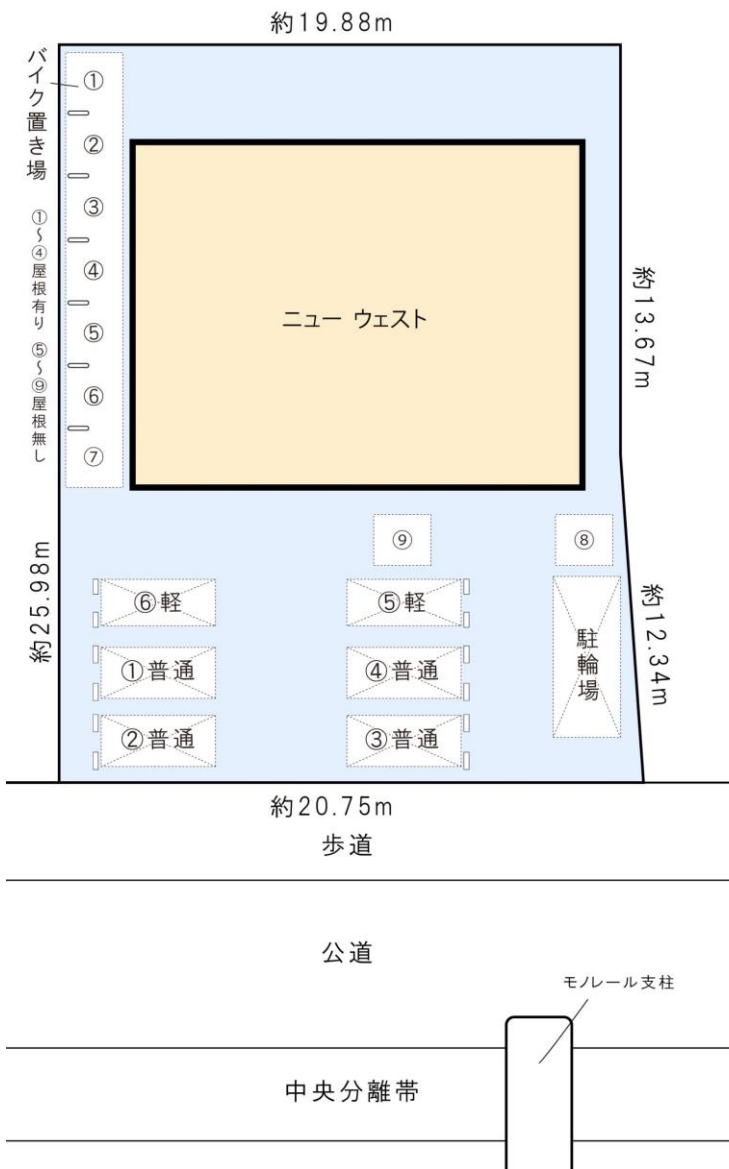 約19.88m
バイク置き場
①~④屋根有り ⑤~⑨屋根無し
①
②
③
④
⑤
⑥
⑦
ニュー ウェスト
約13.67m
⑨
⑧
約25.98m
⑥軽
⑤軽
①普通
④普通
②普通
③普通
駐輪場
約12.34m
約20.75m
歩道
公道
モノレール支柱
中央分離帯